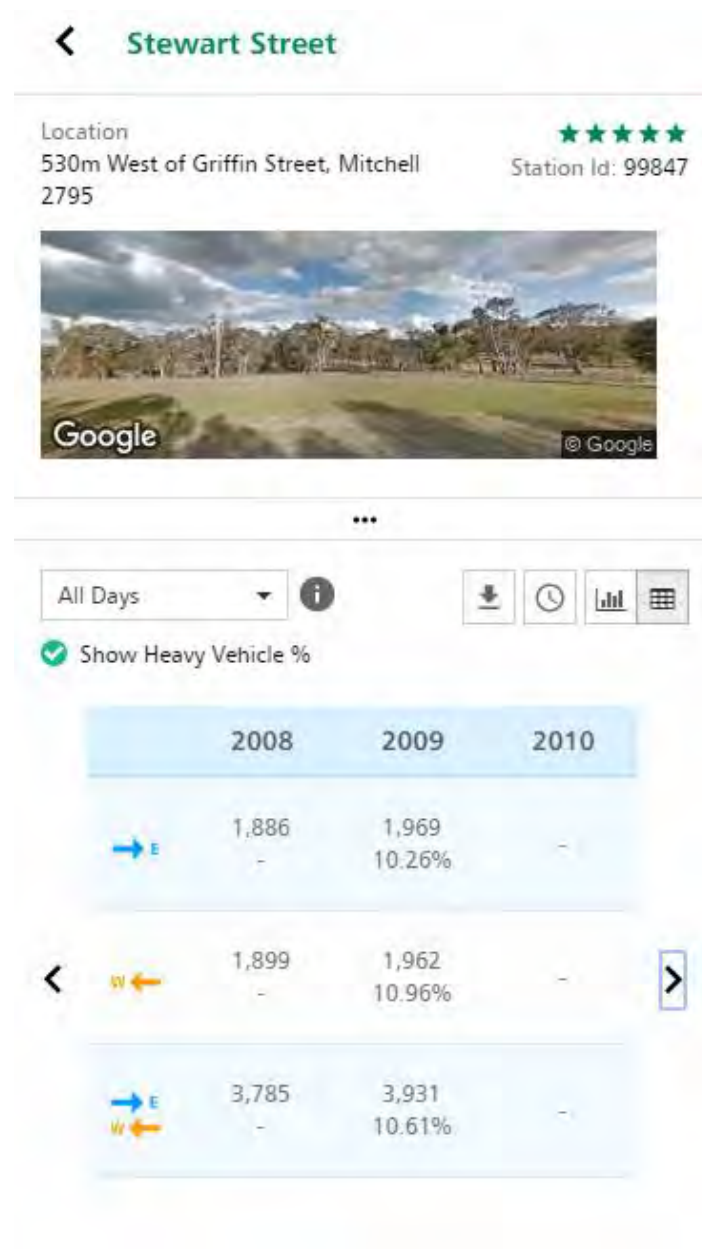 Stewart Street
Location
530m West of Griffin Street, Mitchell
2795
Station Id: 99847
Google
© Google
All Days
Show Heavy Vehicle %
2008 2009 2010
E 1,886 1,969 -
- 10.26%
W 1,899 1,962 -
- 10.96%
E 3,785 3,931 -
W - 10.61%